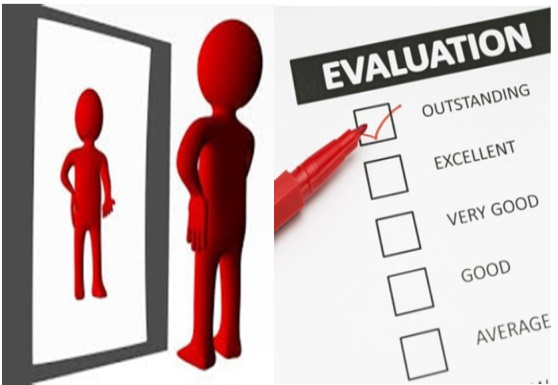 EVALUATION
OUTSTANDING
EXCELLENT
VERY GOOD
GOOD
AVERAGE